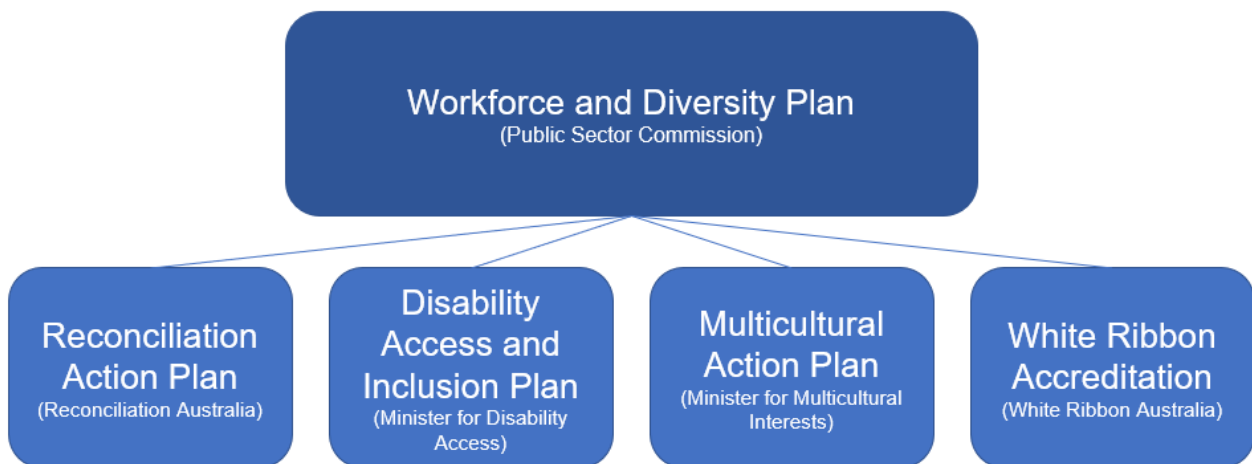 Workforce and Diversity Plan
(Public Sector Commission)
Reconciliation
Action Plan
(Reconciliation Australia)
Disability
Access and
Inclusion Plan
(Minister for Disability
Access)
Multicultural
Action Plan
(Minister for Multicultural
Interests)
White Ribbon
Accreditation
(White Ribbon Australia)